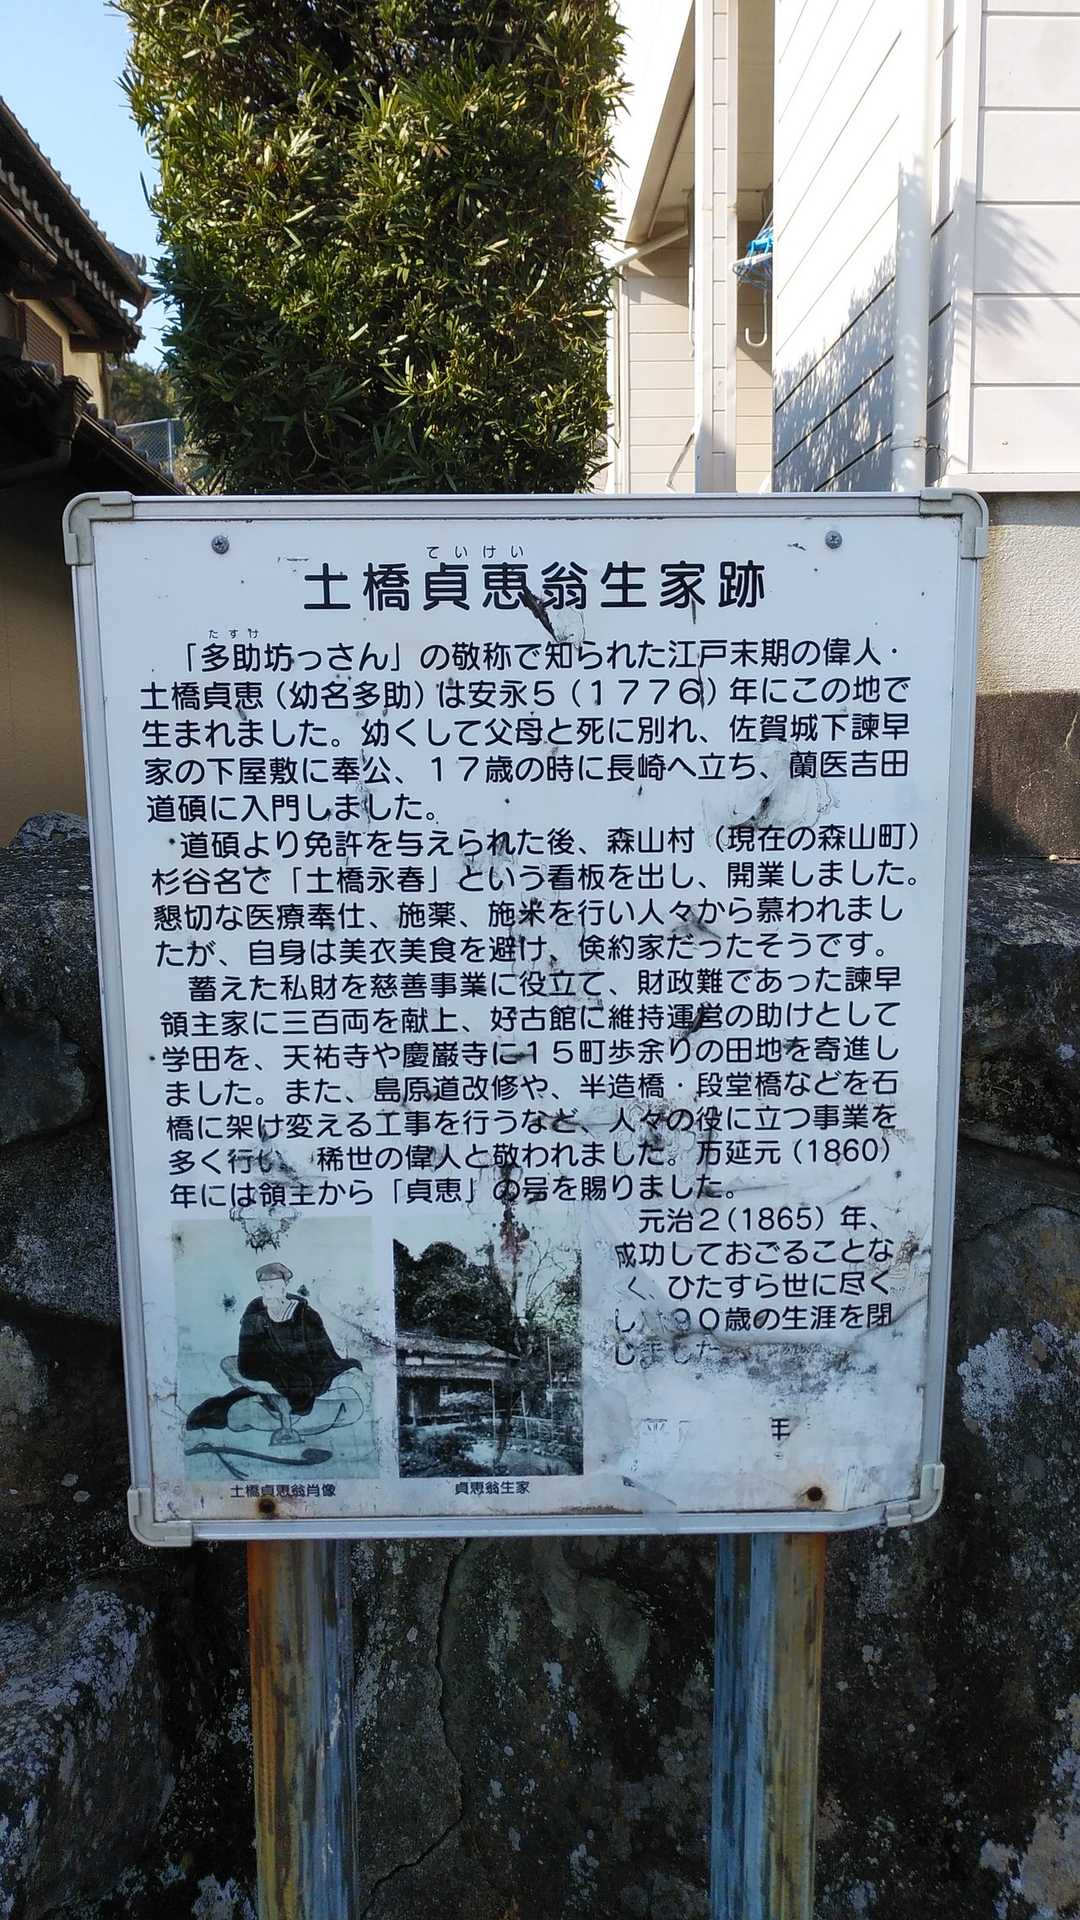 ていけい
土橋貞恵翁生家跡
たすけ
「多助坊っさん」の敬称で知られた江戸末期の偉人・
土橋貞恵(幼名多助)は安永5(1776)年にこの地で
生まれました。幼くして父母と死に別れ、佐賀城下諫早
家の下屋敷に奉公、17歳の時に長崎へ立ち、蘭医吉田
道碩に入門しました。
道碩より免許を与えられた後、森山村(現在の森山町)
杉谷名で「土橋永春」という看板を出し、開業しました。
懇切な医療奉仕、施薬、施米を行い人々から慕われまし
たが、自身は美衣美食を避け、倹約家だったそうです。
蓄えた私財を慈善事業に役立て、財政難であった諫早
領主家に三百両を献上、好古館に維持運営の助けとして
学田を、天祐寺や慶巌寺に15町歩余りの田地を寄進し
ました。また、島原道改修や、半造橋・段堂橋などを石
橋に架け変える工事を行うなど、人々の役に立つ事業を
多く行い、稀世の偉人と敬われました。万延元(1860)
年には領主から「貞恵」の号を賜りました。
元治2(1865)年、
成功しておごることな
く、ひたすら世に尽く
し、90歳の生涯を閉
じました
年
土橋貞恵翁肖像
貞恵翁生家